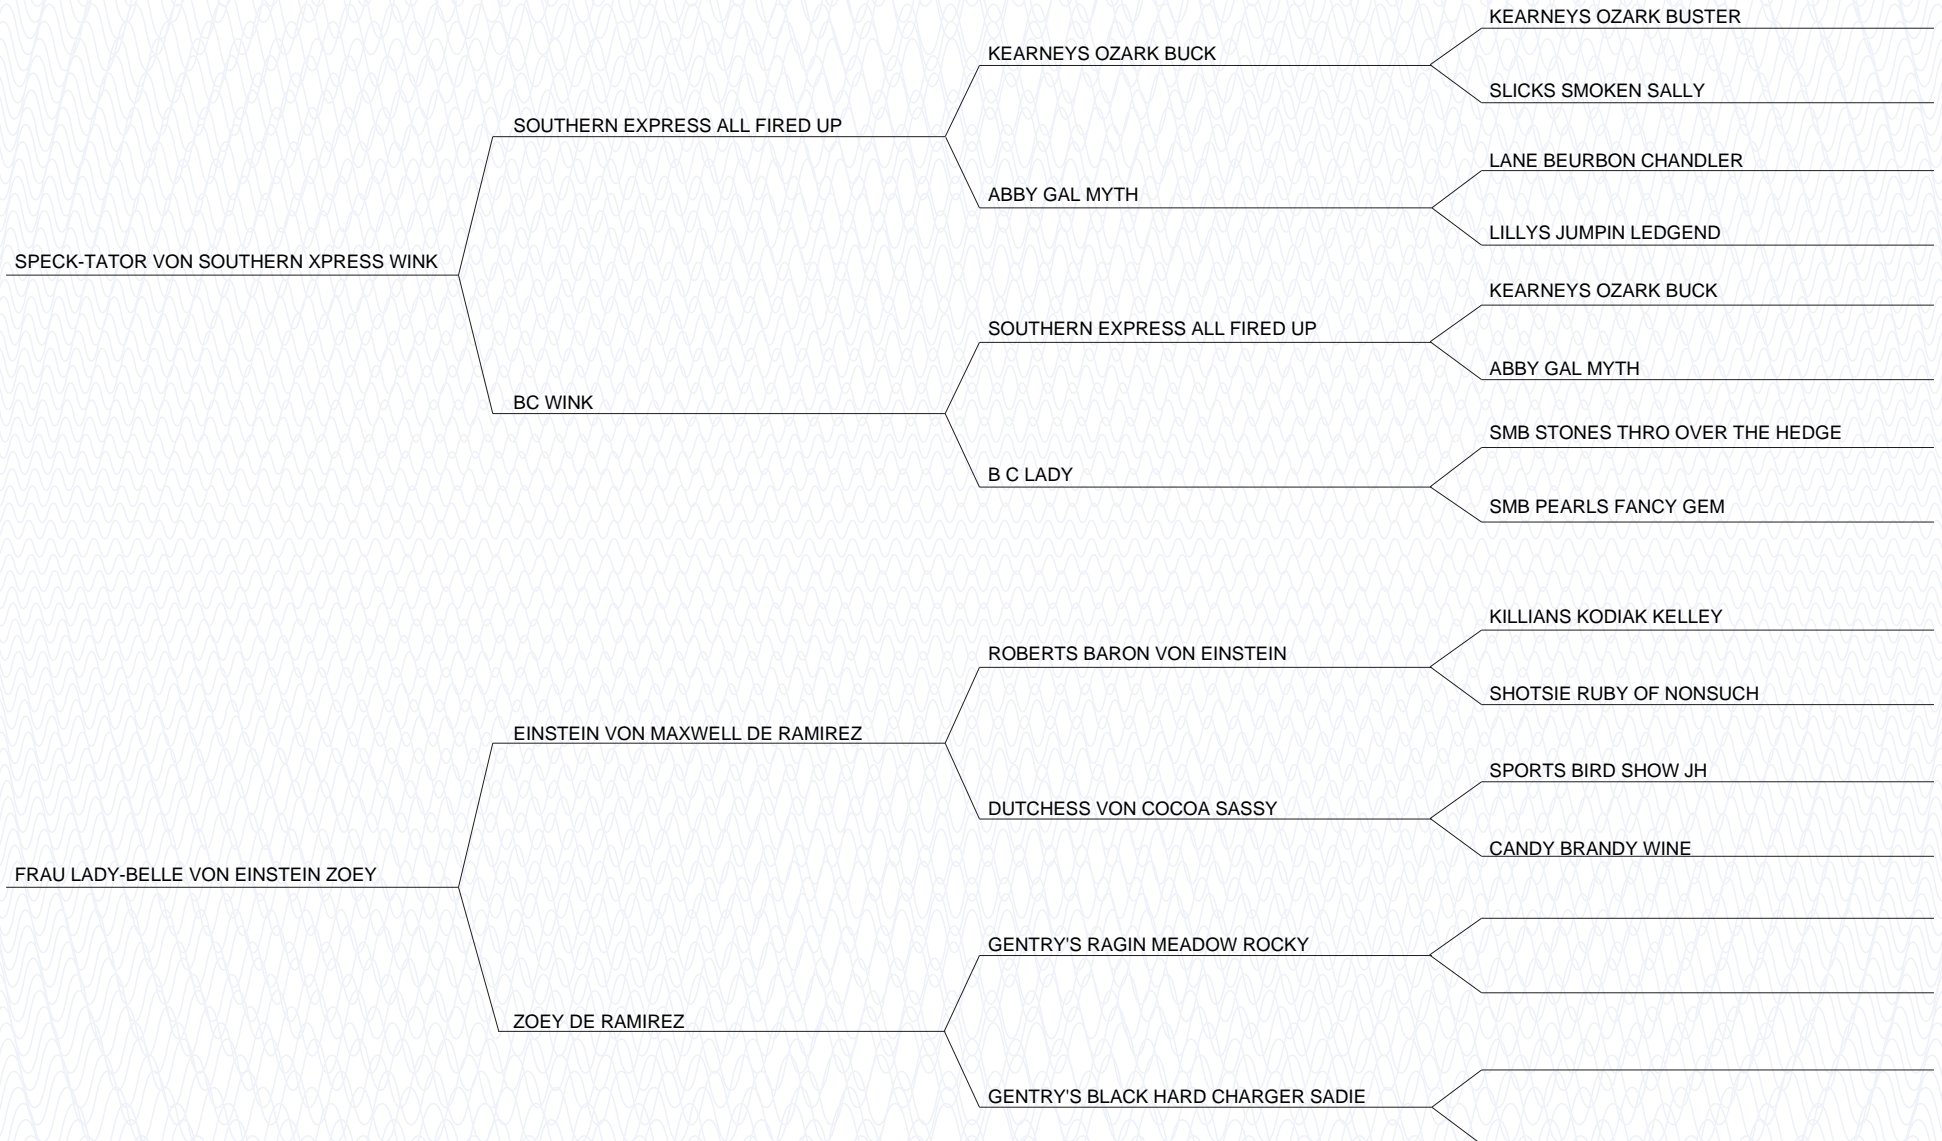 KEARNEYS OZARK BUSTER
KEARNEYS OZARK BUCK
SLICKS SMOKEN SALLY
SOUTHERN EXPRESS ALL FIRED UP
LANE BEURBON CHANDLER
ABBY GAL MYTH
LILLYS JUMPIN LEDGEND
SPECK-TATOR VON SOUTHERN XPRESS WINK
KEARNEYS OZARK BUCK
SOUTHERN EXPRESS ALL FIRED UP
ABBY GAL MYTH
BC WINK
SMB STONES THRO OVER THE HEDGE
B C LADY
SMB PEARLS FANCY GEM
KILLIANS KODIAK KELLEY
ROBERTS BARON VON EINSTEIN
SHOTSIE RUBY OF NONSUCH
EINSTEIN VON MAXWELL DE RAMIREZ
SPORTS BIRD SHOW JH
DUTCHESS VON COCOA SASSY
CANDY BRANDY WINE
FRAU LADY-BELLE VON EINSTEIN ZOEY
GENTRY'S RAGIN MEADOW ROCKY
ZOEY DE RAMIREZ
GENTRY'S BLACK HARD CHARGER SADIE